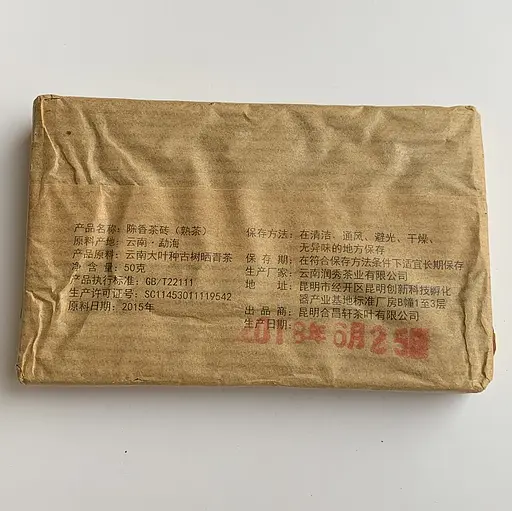 产品名称：陈香茶砖（熟茶）
原料产地：云南·勐海
产品原料：云南大叶种古树晒青茶
净 含 量：50克
产品执行标准：GB/T22111
生产许可证号：SC11453011119542
原料日期：2015年
保存方法：在清洁、通风、避光、干燥、
无异味的地方保存
保 存 期：在符合保存方法条件下适宜长期保存
生产厂家：云南润秀茶业有限公司
地 址：昆明市经开区昆明创新科技孵化
器产业基地标准厂房B幢1至3层
出 品 商：昆明合昌轩茶叶有限公司
生产日期：2018年6月25日